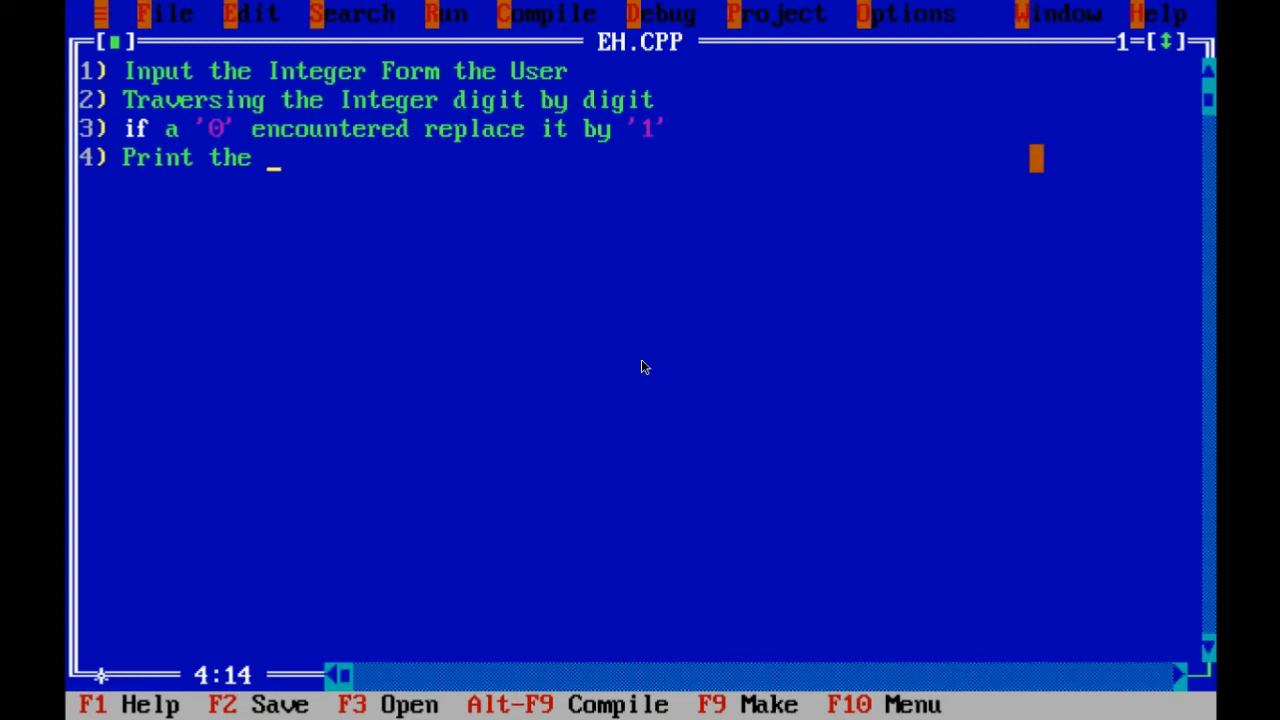 ≡ File Edit Search Run Compile Debug Project Options Window Help
[■] EH.CPP 1=[↕]
1) Input the Integer Form the User
2) Traversing the Integer digit by digit
3) if a '0' encountered replace it by '1'
4) Print the _
4:14
F1 Help F2 Save F3 Open Alt-F9 Compile F9 Make F10 Menu